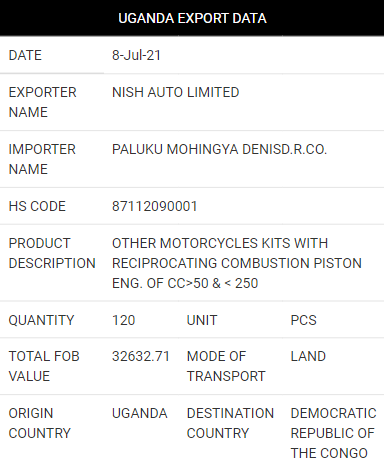 UGANDA EXPORT DATA
DATE 8-Jul-21
EXPORTER NAME NISH AUTO LIMITED
IMPORTER NAME PALUKU MOHINGYA DENISD.R.CO.
HS CODE 87112090001
PRODUCT DESCRIPTION OTHER MOTORCYCLES KITS WITH RECIPROCATING COMBUSTION PISTON ENG. OF CC>50 & < 250
QUANTITY 120 UNIT PCS
TOTAL FOB VALUE 32632.71 MODE OF TRANSPORT LAND
ORIGIN COUNTRY UGANDA DESTINATION COUNTRY DEMOCRATIC REPUBLIC OF THE CONGO